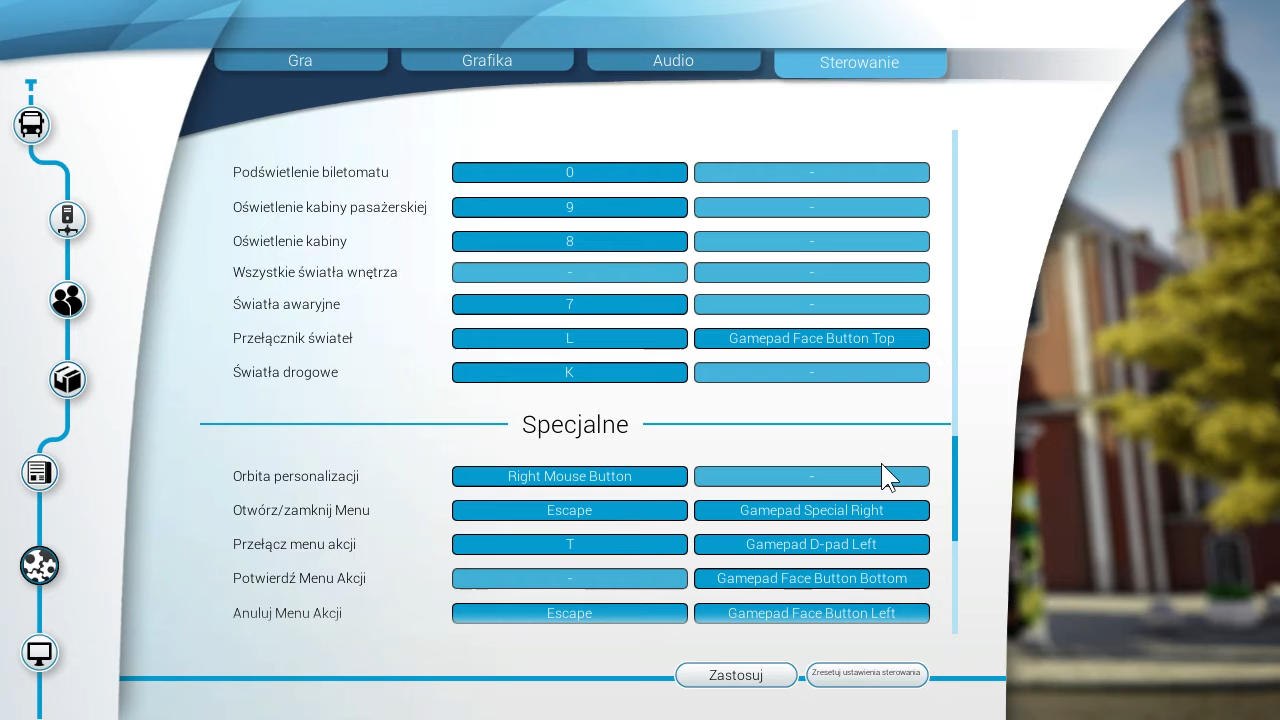 Gra Grafika Audio Sterowanie
Podświetlenie biletomatu 0 -
Oświetlenie kabiny pasażerskiej 9 -
Oświetlenie kabiny 8 -
Wszystkie światła wnętrza - -
Światła awaryjne 7 -
Przełącznik świateł L Gamepad Face Button Top
Światła drogowe K -
Specjalne
Orbita personalizacji Right Mouse Button -
Otwórz/zamknij Menu Escape Gamepad Special Right
Przełącz menu akcji T Gamepad D-pad Left
Potwierdź Menu Akcji - Gamepad Face Button Bottom
Anuluj Menu Akcji Escape Gamepad Face Button Left
Zastosuj Zresetuj ustawienia sterowania